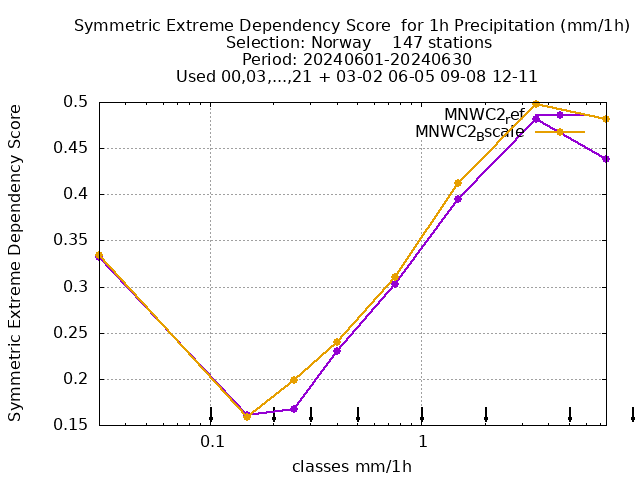 Symmetric Extreme Dependency Score  for 1h Precipitation (mm/1h)
Selection: Norway    147 stations
Period: 20240601-20240630
Used 00,03,...,21 + 03-02 06-05 09-08 12-11
MNWC2ref
MNWC2Bscale
0.5
0.45
0.4
0.35
0.3
0.25
0.2
0.15
0.1
1
Symmetric Extreme Dependency Score
classes mm/1h